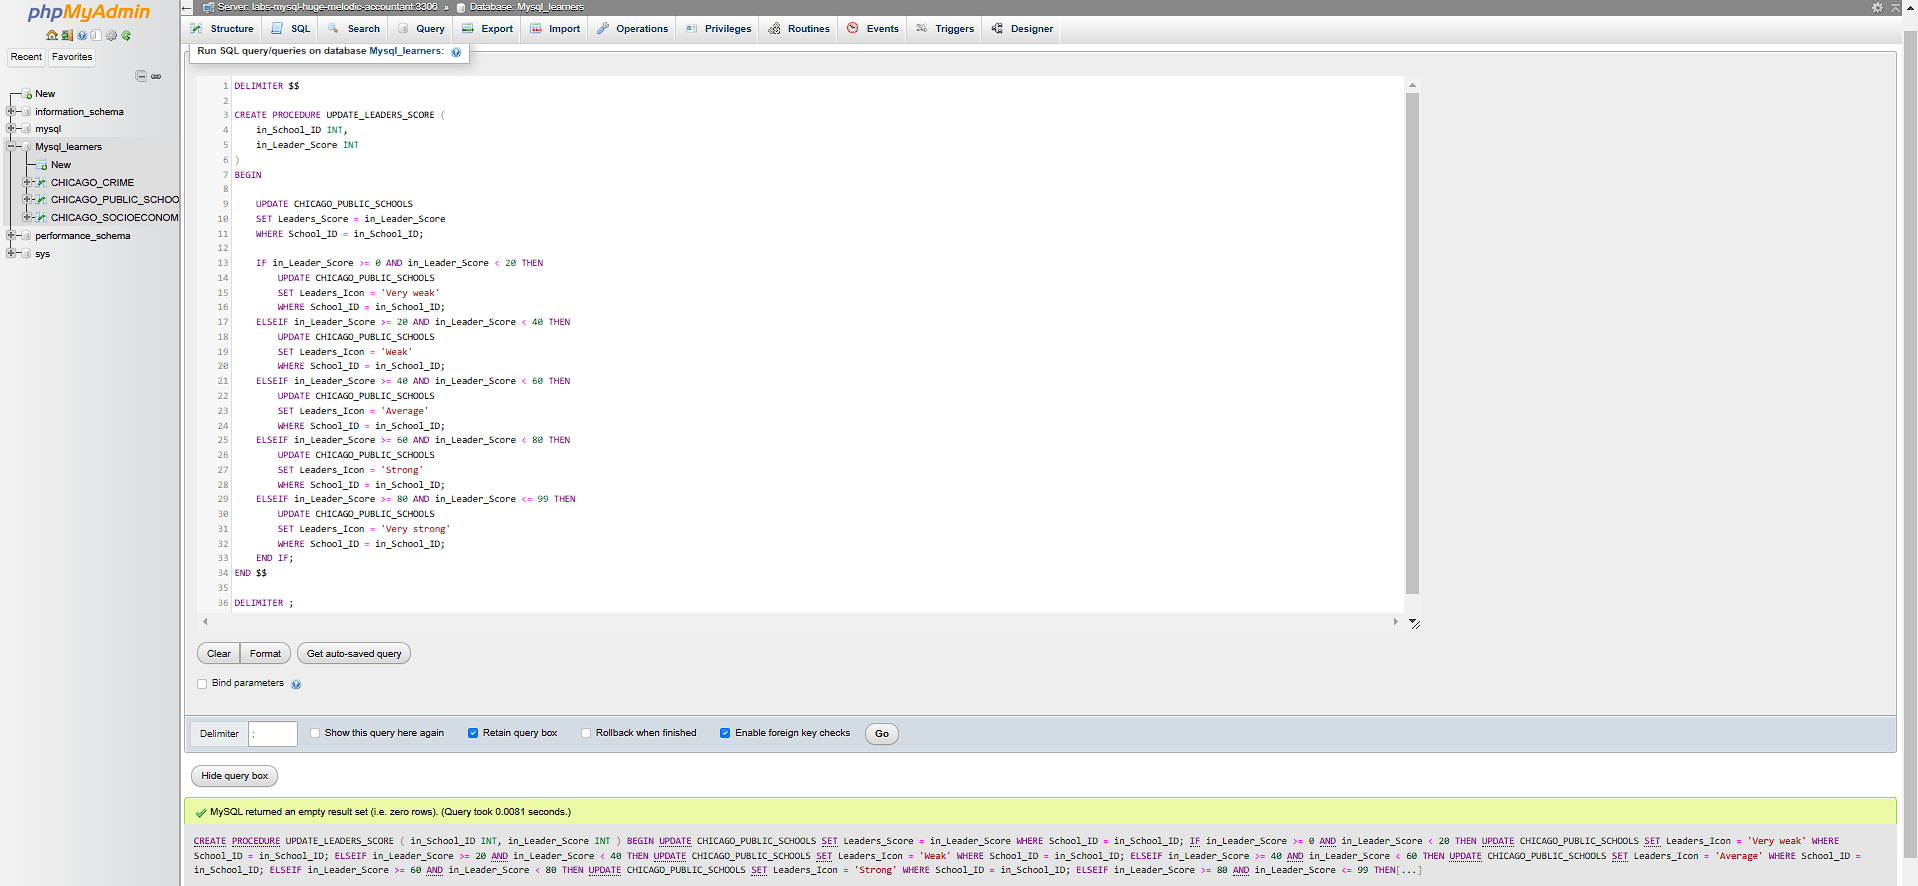 phpMyAdmin
Server: labs-mysql-huge-melodic-accountant:3306 » Database: Mysql_learners
Structure SQL Search Query Export Import Operations Privileges Routines Events Triggers Designer
Run SQL query/queries on database Mysql_learners:
Recent Favorites
New
information_schema
mysql
Mysql_learners
New
CHICAGO_CRIME
CHICAGO_PUBLIC_SCHOO
CHICAGO_SOCIOECONOM
performance_schema
sys
1 DELIMITER $$
2
3 CREATE PROCEDURE UPDATE_LEADERS_SCORE (
4 in_School_ID INT,
5 in_Leader_Score INT
6 )
7 BEGIN
8
9 UPDATE CHICAGO_PUBLIC_SCHOOLS
10 SET Leaders_Score = in_Leader_Score
11 WHERE School_ID = in_School_ID;
12
13 IF in_Leader_Score >= 0 AND in_Leader_Score < 20 THEN
14 UPDATE CHICAGO_PUBLIC_SCHOOLS
15 SET Leaders_Icon = 'Very weak'
16 WHERE School_ID = in_School_ID;
17 ELSEIF in_Leader_Score >= 20 AND in_Leader_Score < 40 THEN
18 UPDATE CHICAGO_PUBLIC_SCHOOLS
19 SET Leaders_Icon = 'Weak'
20 WHERE School_ID = in_School_ID;
21 ELSEIF in_Leader_Score >= 40 AND in_Leader_Score < 60 THEN
22 UPDATE CHICAGO_PUBLIC_SCHOOLS
23 SET Leaders_Icon = 'Average'
24 WHERE School_ID = in_School_ID;
25 ELSEIF in_Leader_Score >= 60 AND in_Leader_Score < 80 THEN
26 UPDATE CHICAGO_PUBLIC_SCHOOLS
27 SET Leaders_Icon = 'Strong'
28 WHERE School_ID = in_School_ID;
29 ELSEIF in_Leader_Score >= 80 AND in_Leader_Score <= 99 THEN
30 UPDATE CHICAGO_PUBLIC_SCHOOLS
31 SET Leaders_Icon = 'Very strong'
32 WHERE School_ID = in_School_ID;
33 END IF;
34 END $$
35
36 DELIMITER ;
Clear Format Get auto-saved query
Bind parameters
Delimiter ; Show this query here again Retain query box Rollback when finished Enable foreign key checks Go
Hide query box
MySQL returned an empty result set (i.e. zero rows). (Query took 0.0081 seconds.)
CREATE PROCEDURE UPDATE_LEADERS_SCORE ( in_School_ID INT, in_Leader_Score INT ) BEGIN UPDATE CHICAGO_PUBLIC_SCHOOLS SET Leaders_Score = in_Leader_Score WHERE School_ID = in_School_ID; IF in_Leader_Score >= 0 AND in_Leader_Score < 20 THEN UPDATE CHICAGO_PUBLIC_SCHOOLS SET Leaders_Icon = 'Very weak' WHERE
School_ID = in_School_ID; ELSEIF in_Leader_Score >= 20 AND in_Leader_Score < 40 THEN UPDATE CHICAGO_PUBLIC_SCHOOLS SET Leaders_Icon = 'Weak' WHERE School_ID = in_School_ID; ELSEIF in_Leader_Score >= 40 AND in_Leader_Score < 60 THEN UPDATE CHICAGO_PUBLIC_SCHOOLS SET Leaders_Icon = 'Average' WHERE School_ID =
in_School_ID; ELSEIF in_Leader_Score >= 60 AND in_Leader_Score < 80 THEN UPDATE CHICAGO_PUBLIC_SCHOOLS SET Leaders_Icon = 'Strong' WHERE School_ID = in_School_ID; ELSEIF in_Leader_Score >= 80 AND in_Leader_Score <= 99 THEN[...]